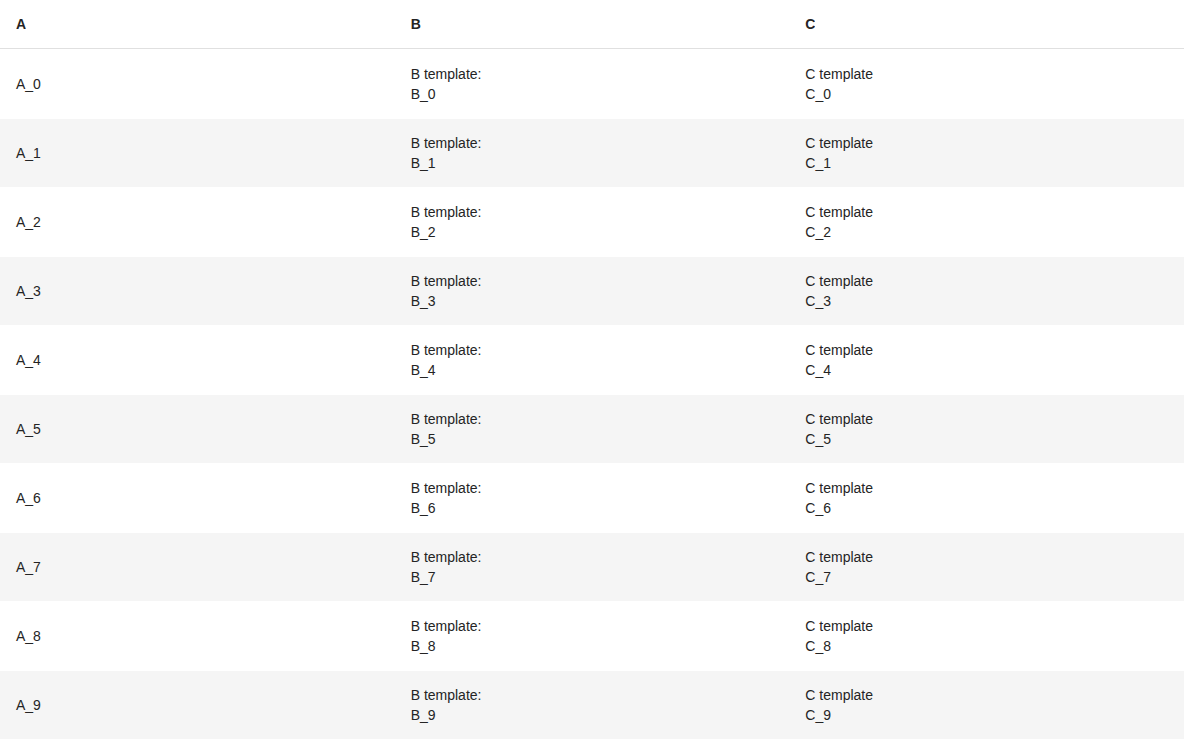 A B C
A_0 B template: C template
B_0 C_0
A_1 B template: C template
B_1 C_1
A_2 B template: C template
B_2 C_2
A_3 B template: C template
B_3 C_3
A_4 B template: C template
B_4 C_4
A_5 B template: C template
B_5 C_5
A_6 B template: C template
B_6 C_6
A_7 B template: C template
B_7 C_7
A_8 B template: C template
B_8 C_8
A_9 B template: C template
B_9 C_9